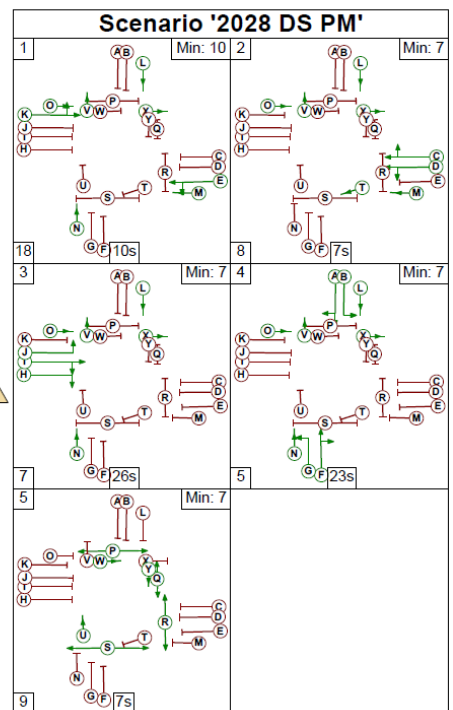 Scenario '2028 DS PM'
1 Min: 10
A B
L
O
P
K V W X
Y
J Q
I
H
C
D
R E
U
T M
S
N
G F
18 10s
2 Min: 7
A B
L
O
P
K V W X
Y
J Q
I
H
C
D
R E
U
T M
S
N
G F
8 7s
3 Min: 7
A B
L
O
P
K V W X
Y
J Q
I
H
C
D
R E
U
T M
S
N
G F
7 26s
4 Min: 7
A B
L
O
P
K V W X
Y
J Q
I
H
C
D
R E
U
T M
S
N
G F
5 23s
5 Min: 7
A B
L
O
P
K V W X
Y
J Q
I
H
C
D
R E
U
T M
S
N
G F
9 7s